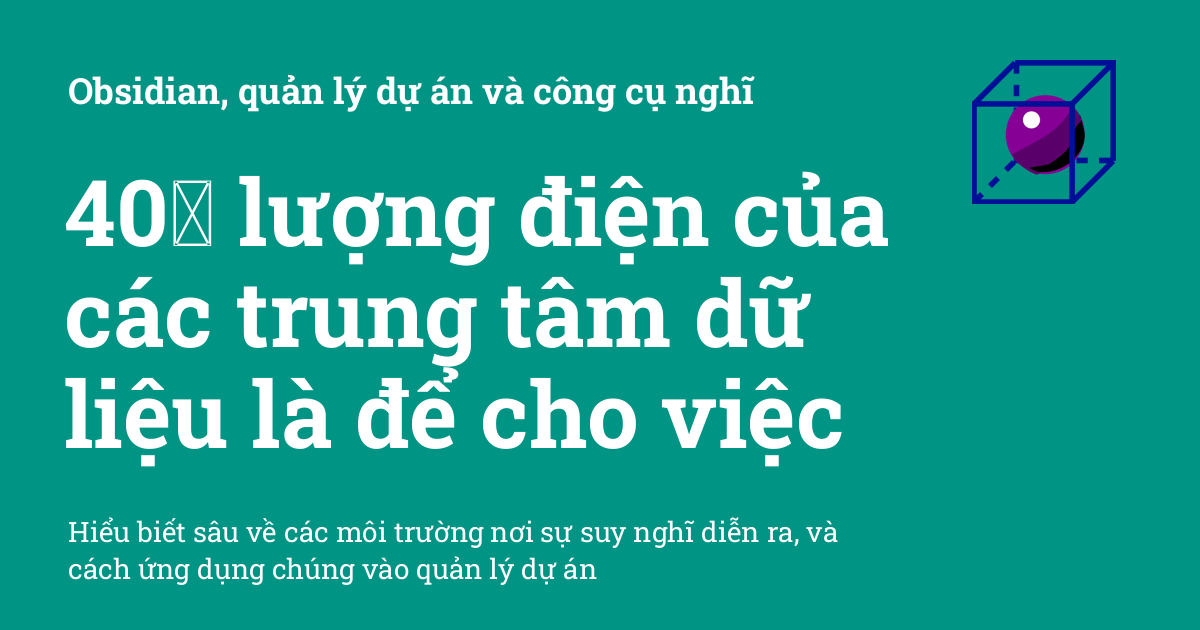 Obsidian, quản lý dự án và công cụ nghĩ
40 lượng điện của
các trung tâm dữ
liệu là để cho việc
Hiểu biết sâu về các môi trường nơi sự suy nghĩ diễn ra, và
cách ứng dụng chúng vào quản lý dự án